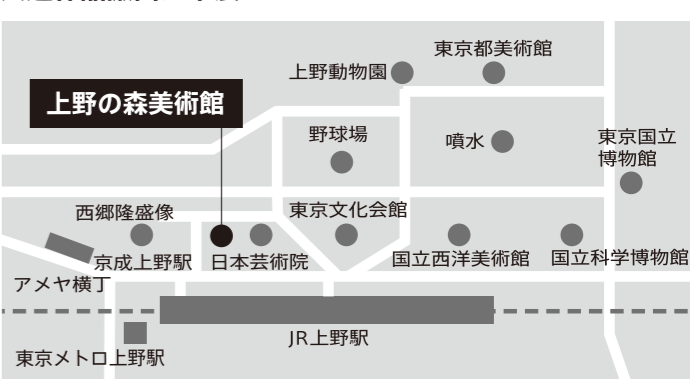 東京都美術館
上野動物園
上野の森美術館
野球場
噴水
東京国立
博物館
西郷隆盛像
東京文化会館
京成上野駅
日本芸術院
国立西洋美術館
国立科学博物館
アメヤ横丁
JR上野駅
東京メトロ上野駅